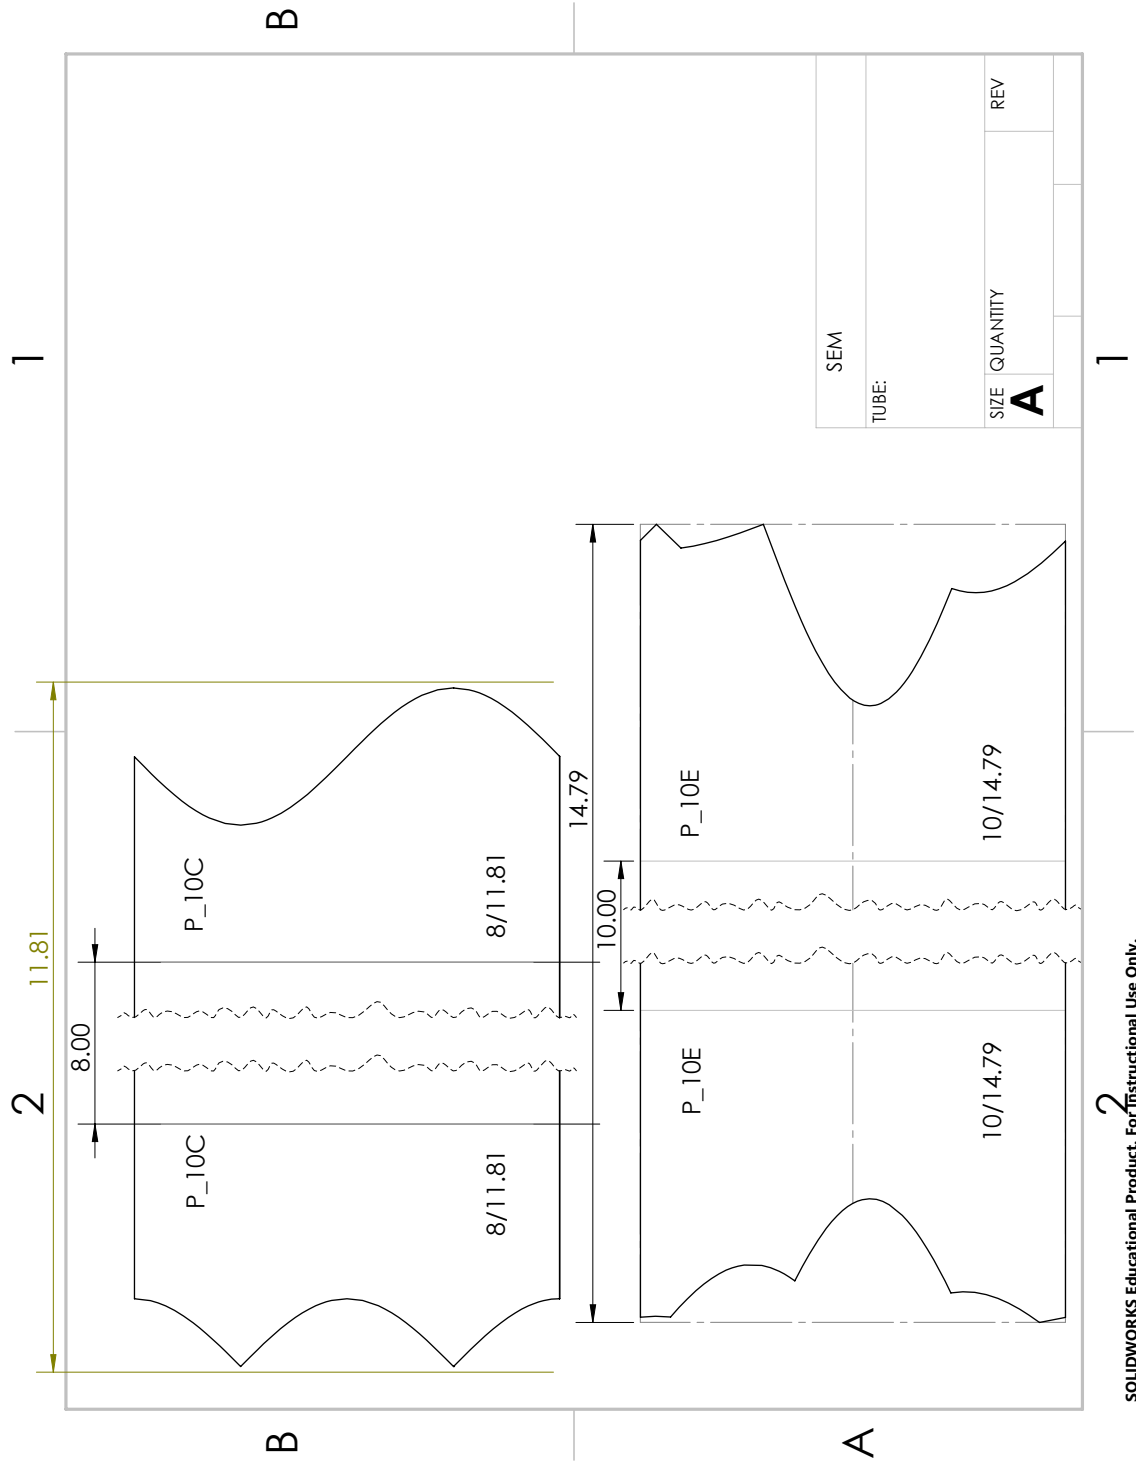 2
1
B
B
11.81
8.00
P_10C
P_10C
8/11.81
8/11.81
14.79
10.00
P_10E
P_10E
10/14.79
10/14.79
A
SEM
TUBE:
SIZE QUANTITY REV
A
2
1
SOLIDWORKS Educational Product. For Instructional Use Only.